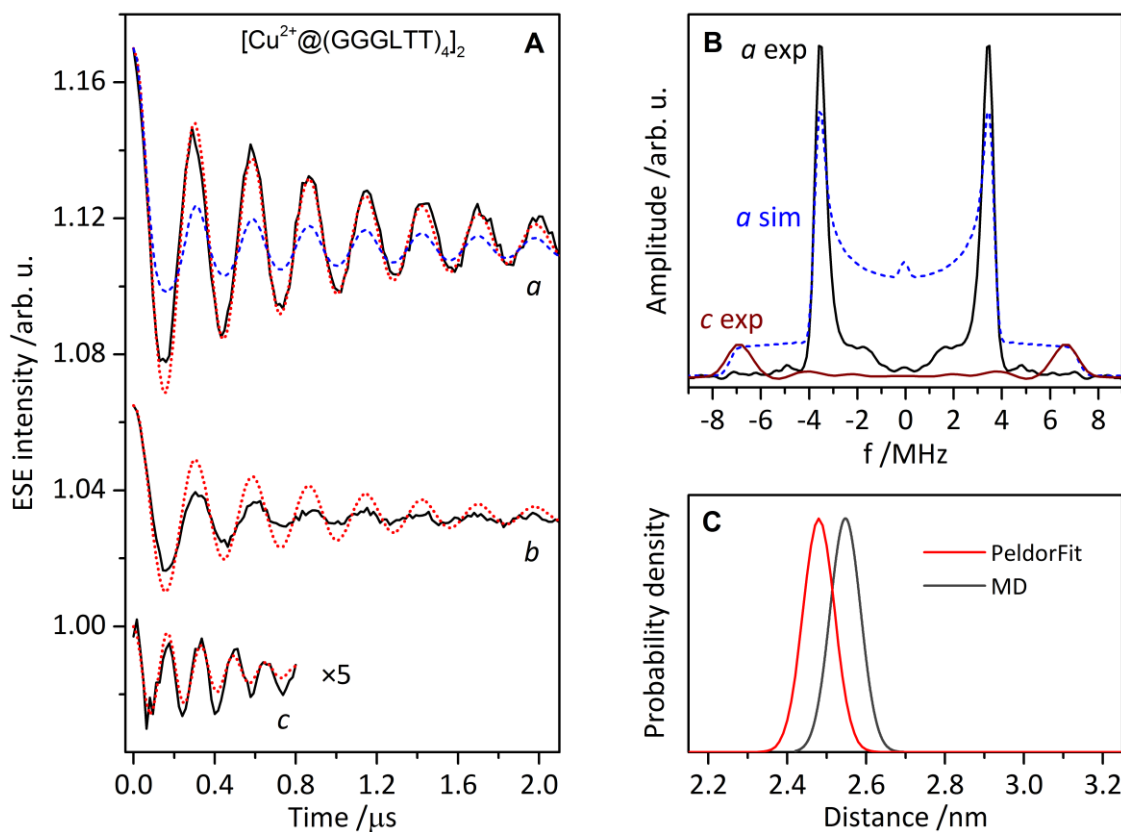 [Cu²⁺@(GGGLTT)₄]₂
A
ESE intensity /arb. u.
1.16
1.12
1.08
1.04
1.00
a
b
c
×5
0.0 0.4 0.8 1.2 1.6 2.0
Time /μs
B
a exp
a sim
c exp
Amplitude /arb. u.
-8 -6 -4 -2 0 2 4 6 8
f /MHz
C
PeldorFit
MD
Probability density
2.2 2.4 2.6 2.8 3.0 3.2
Distance /nm